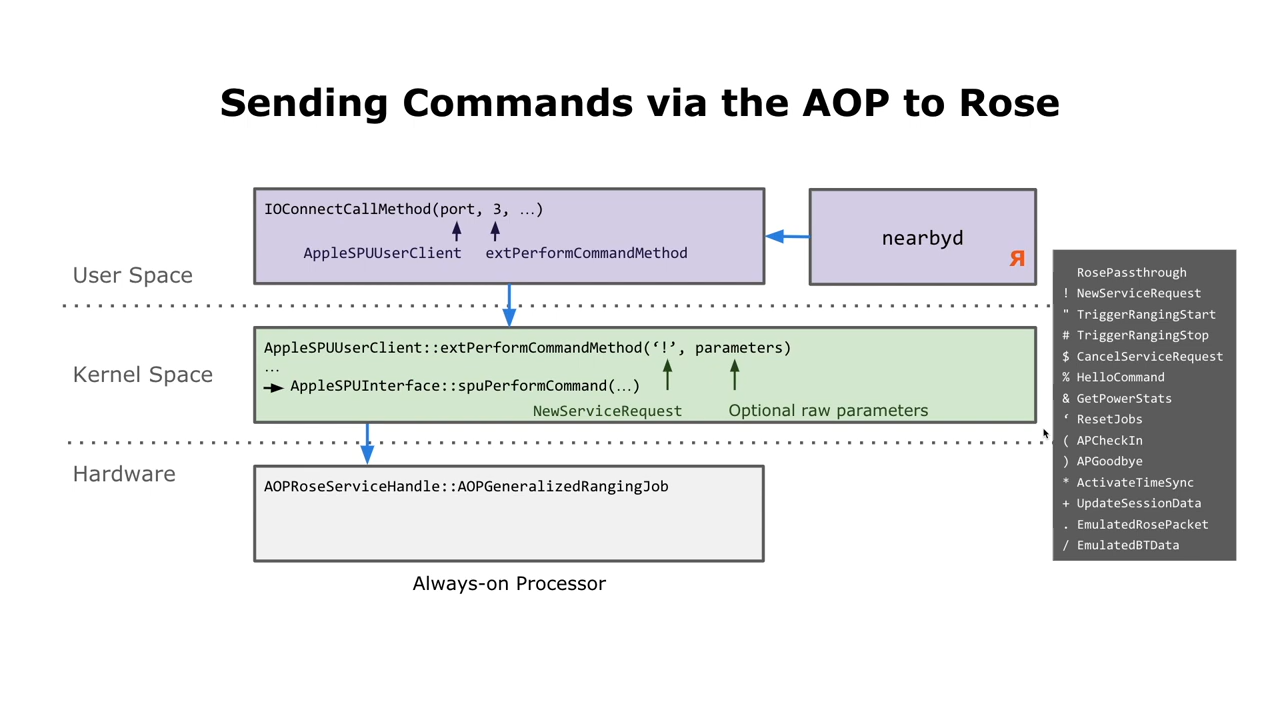 Sending Commands via the AOP to Rose
IOConnectCallMethod(port, 3, …)
AppleSPUUserClient extPerformCommandMethod
nearbyd
Я
User Space
AppleSPUUserClient::extPerformCommandMethod(‘!’, parameters)
…
AppleSPUInterface::spuPerformCommand(…)
NewServiceRequest Optional raw parameters
Kernel Space
Hardware
AOPRoseServiceHandle::AOPGeneralizedRangingJob
Always-on Processor
RosePassthrough
! NewServiceRequest
" TriggerRangingStart
# TriggerRangingStop
$ CancelServiceRequest
% HelloCommand
& GetPowerStats
‘ ResetJobs
( APCheckIn
) APGoodbye
* ActivateTimeSync
+ UpdateSessionData
. EmulatedRosePacket
/ EmulatedBTData